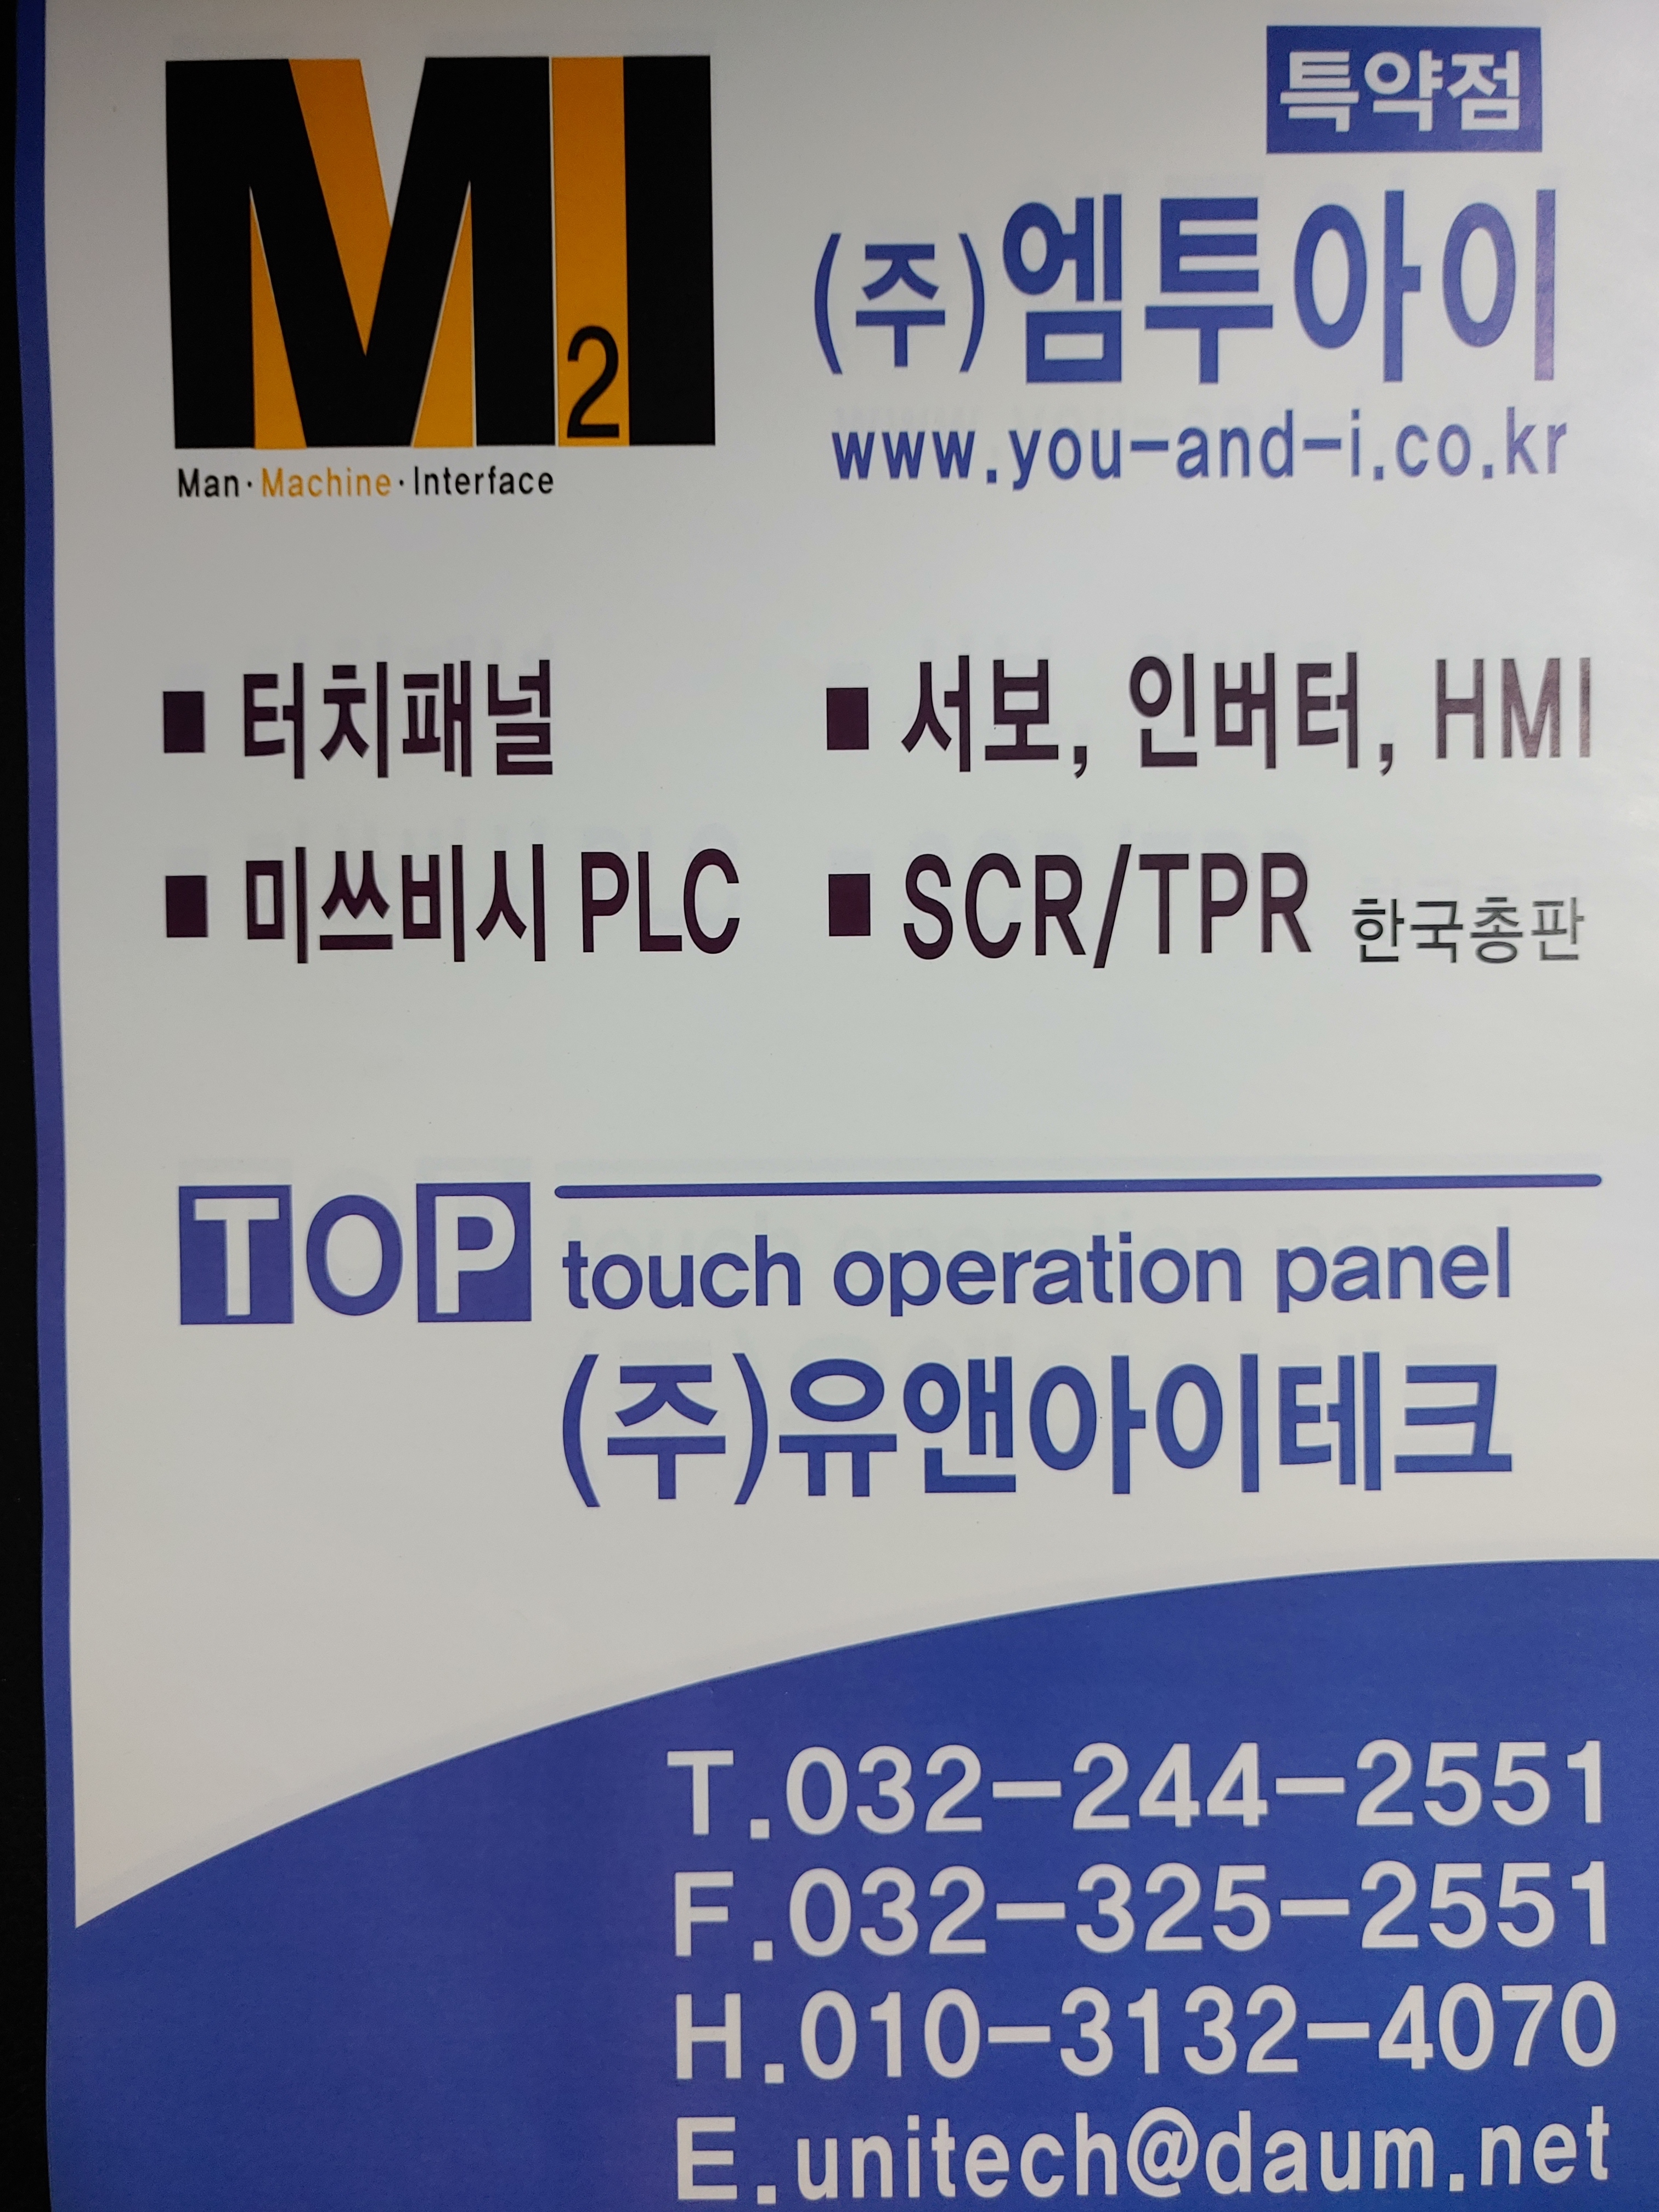 특약점
M2I
(주)엠투아이
Man·Machine·Interface
www.you-and-i.co.kr
■ 터치패널
■ 서보, 인버터, HMI
■ 미쓰비시 PLC
■ SCR/TPR 한국총판
TOP touch operation panel
(주)유앤아이테크
T.032-244-2551
F.032-325-2551
H.010-3132-4070
E.unitech@daum.net